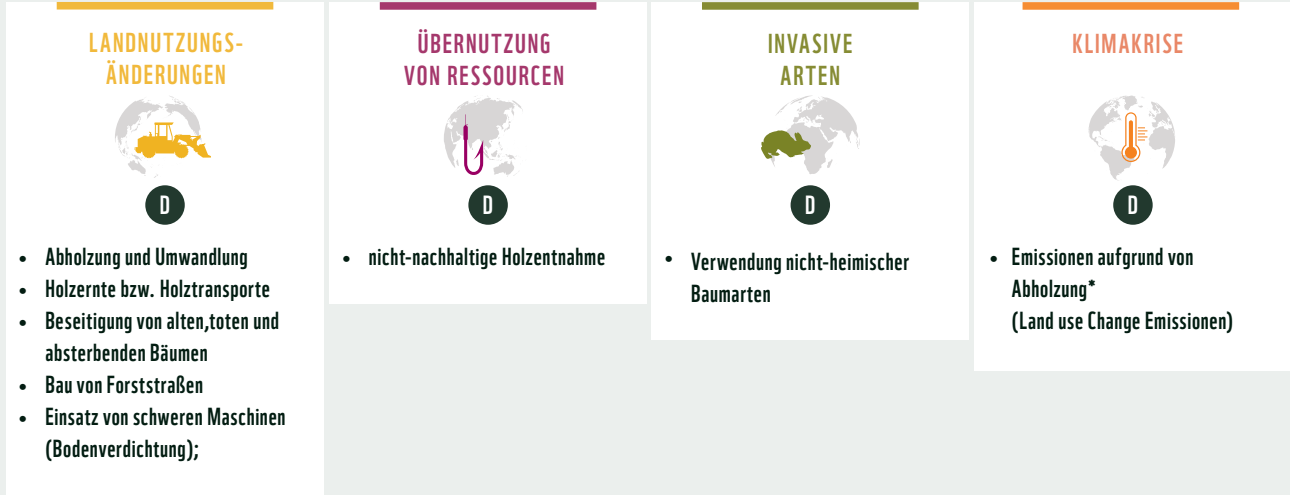 LANDNUTZUNGS-
ÄNDERUNGEN
D
• Abholzung und Umwandlung
• Holzernte bzw. Holztransporte
• Beseitigung von alten,toten und
absterbenden Bäumen
• Bau von Forststraßen
• Einsatz von schweren Maschinen
(Bodenverdichtung);
ÜBERNUTZUNG
VON RESSOURCEN
D
• nicht-nachhaltige Holzentnahme
INVASIVE
ARTEN
D
• Verwendung nicht-heimischer
Baumarten
KLIMAKRISE
D
• Emissionen aufgrund von
Abholzung*
(Land use Change Emissionen)